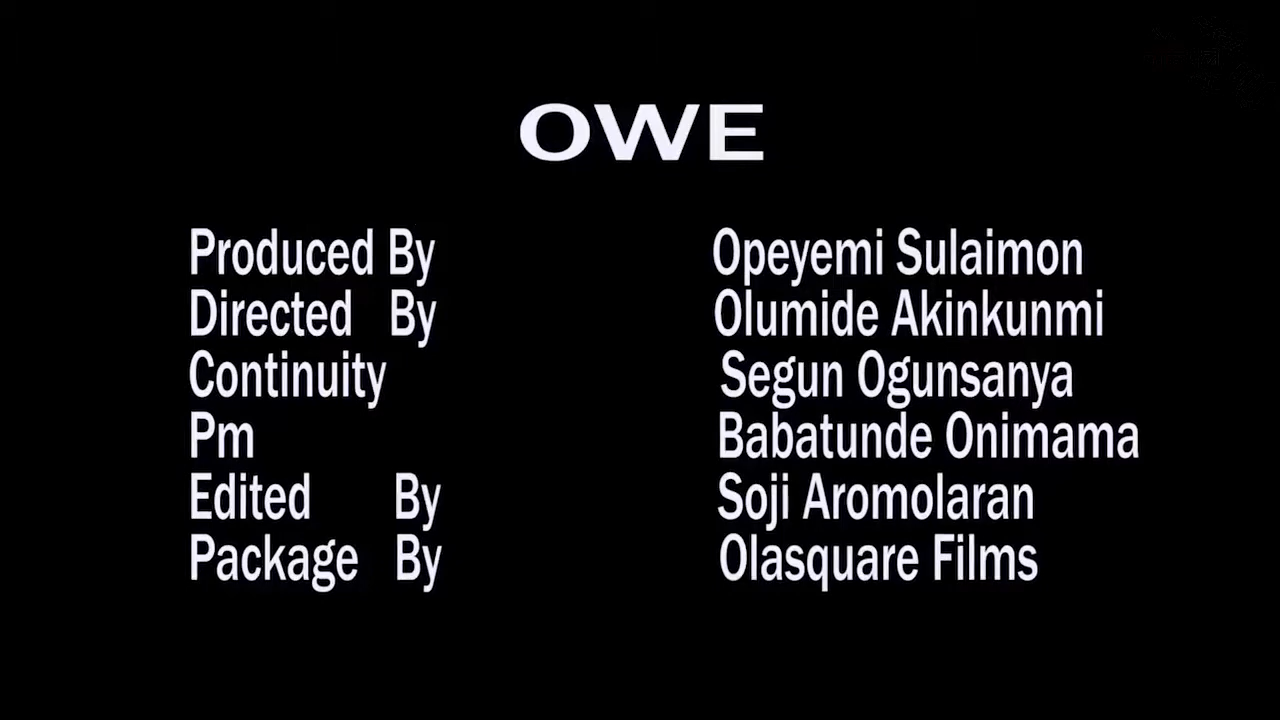 OWE
Produced By Opeyemi Sulaimon
Directed By Olumide Akinkunmi
Continuity Segun Ogunsanya
Pm Babatunde Onimama
Edited By Soji Aromolaran
Package By Olasquare Films